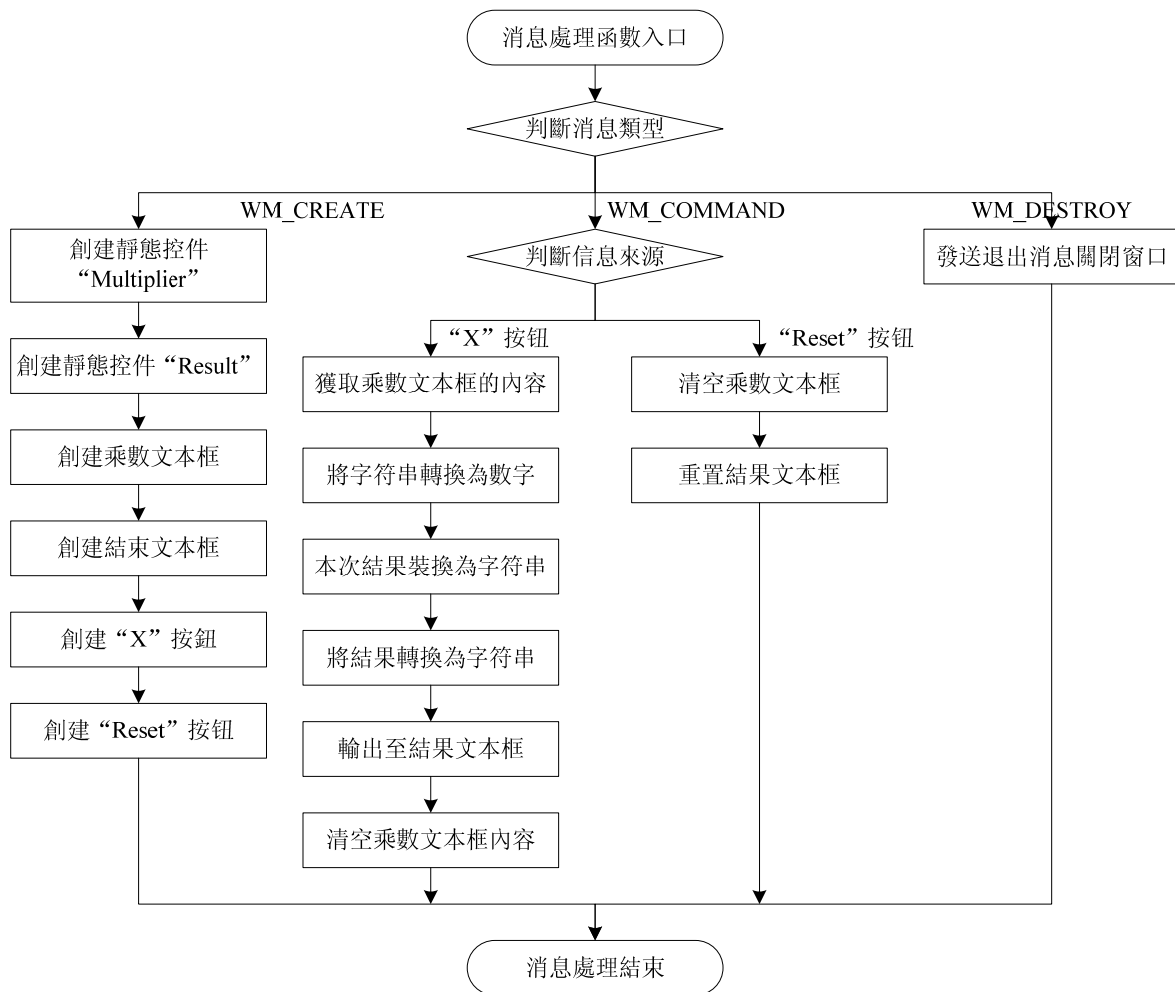 消息處理函數入口
判斷消息類型
WM_CREATE
WM_COMMAND
WM_DESTROY
創建靜態控件
“Multiplier”
創建靜態控件“Result”
創建乘數文本框
創建結束文本框
創建“X”按鈕
創建“Reset”按钮
判斷信息來源
“X”按钮
獲取乘數文本框的內容
將字符串轉換為數字
本次結果裝換為字符串
將結果轉換為字符串
輸出至結果文本框
清空乘數文本框內容
“Reset”按钮
清空乘數文本框
重置結果文本框
發送退出消息關閉窗口
消息處理結束